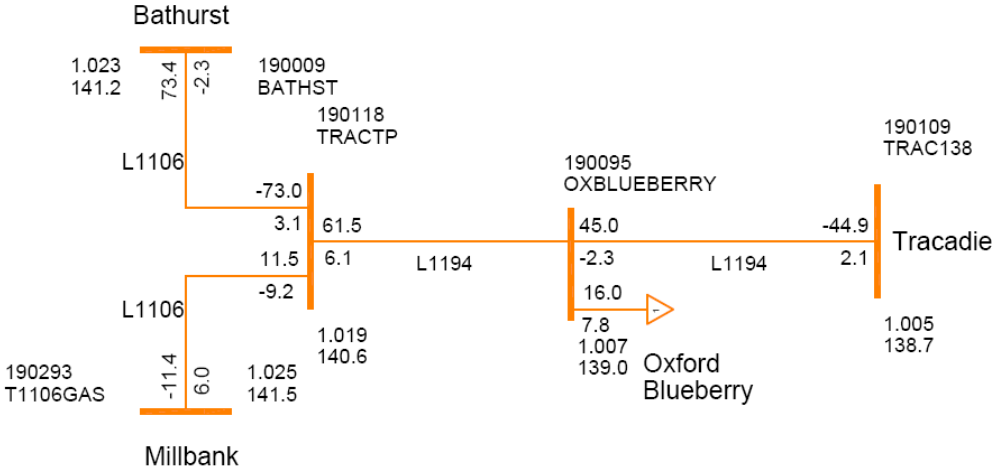 Bathurst
1.023
141.2
73.4
-2.3
190009
BATHST
190118
TRACTP
L1106
-73.0
3.1
11.5
-9.2
61.5
6.1
L1194
190095
OXBLUEBERRY
45.0
-2.3
L1194
-44.9
2.1
190109
TRAC138
Tracadie
16.0
7.8
1.007
139.0
Oxford
Blueberry
1.005
138.7
L1106
1.019
140.6
190293
T1106GAS
-11.4
6.0
1.025
141.5
Millbank